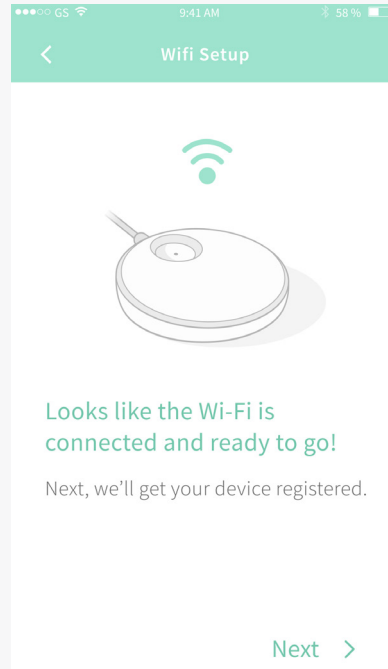 GS 9:41 AM 58 %
Wifi Setup
Looks like the Wi-Fi is
connected and ready to go!
Next, we’ll get your device registered.
Next